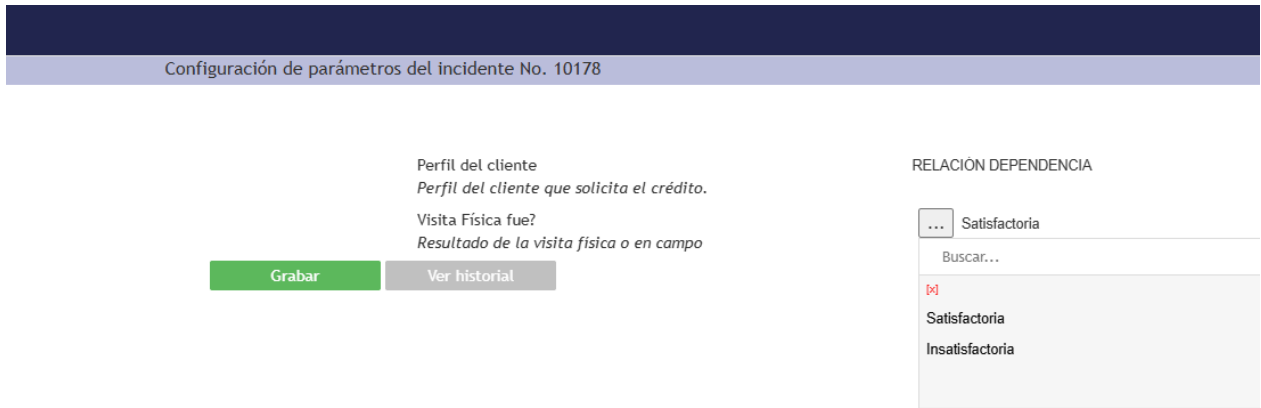 Configuración de parámetros del incidente No. 10178
Perfil del cliente
RELACIÓN DEPENDENCIA
Perfil del cliente que solicita el crédito.
Visita Física fue?
... Satisfactoria
Resultado de la visita física o en campo
Buscar...
Grabar
Ver historial
[x]
Satisfactoria
Insatisfactoria